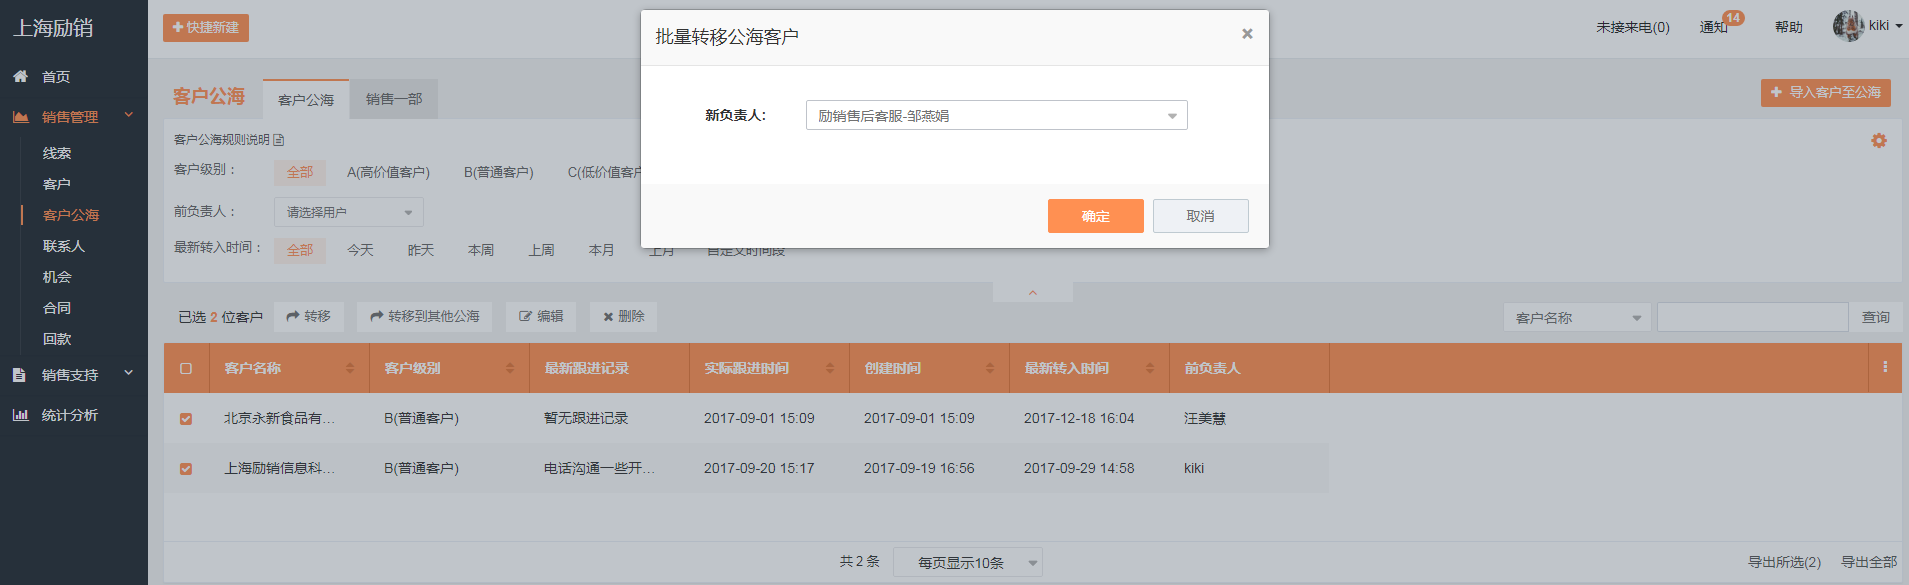 上海励销
快捷新建
未接来电(0)
通知
14
帮助
kiki
首页
销售管理
线索
客户
客户公海
联系人
机会
合同
回款
销售支持
统计分析
批量转移公海客户
×
新负责人:
励销售后客服-邹燕娟
确定
取消
客户公海
客户公海
销售一部
导入客户至公海
客户公海规则说明
客户级别：
全部
A(高价值客户)
B(普通客户)
C(低价值客户
前负责人：
请选择用户
最新转入时间：
全部
今天
昨天
本周
上周
本月
上月
自定义时间段
已选 2 位客户
转移
转移到其他公海
编辑
删除
客户名称
查询
客户名称 客户级别 最新跟进记录 实际跟进时间 创建时间 最新转入时间 前负责人
北京永新食品有... B(普通客户) 暂无跟进记录 2017-09-01 15:09 2017-09-01 15:09 2017-12-18 16:04 汪美慧
上海励销信息科... B(普通客户) 电话沟通一些开... 2017-09-20 15:17 2017-09-19 16:56 2017-09-29 14:58 kiki
共 2 条
每页显示10条
导出所选(2)
导出全部